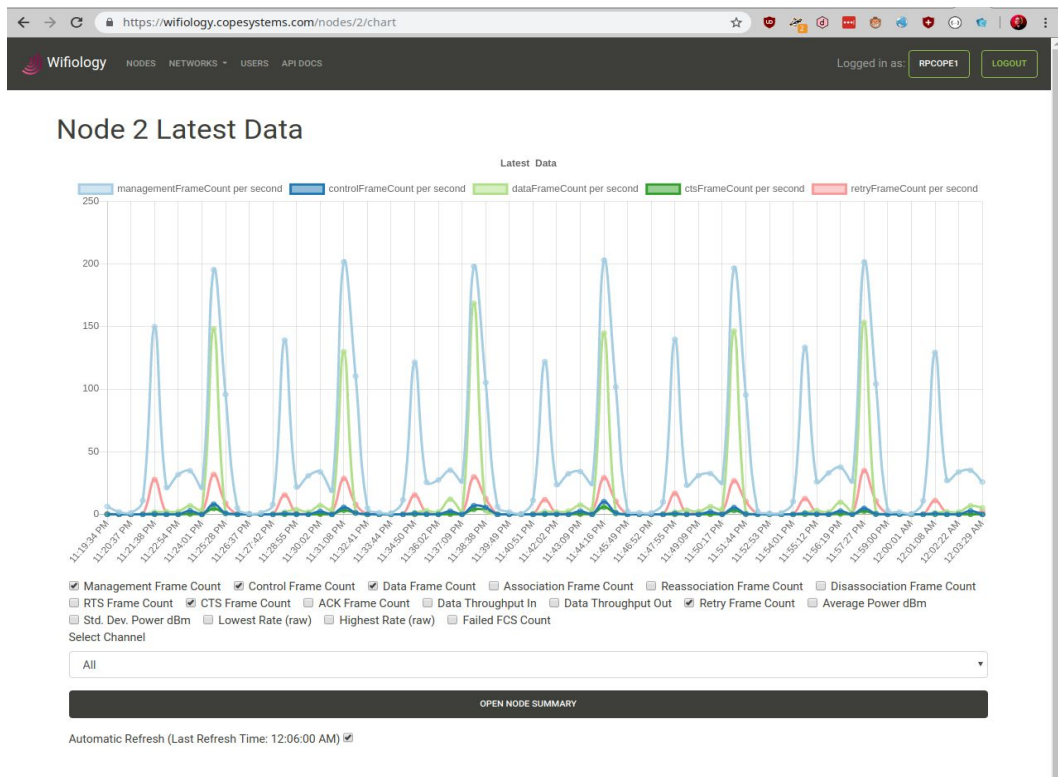 https://wifiology.copesystems.com/nodes/2/chart
2
Wifiology NODES NETWORKS USERS API DOCS Logged in as: RPCOPE1 LOGOUT
Node 2 Latest Data
Latest Data
managementFrameCount per second controlFrameCount per second dataFrameCount per second ctsFrameCount per second retryFrameCount per second
250
200
150
100
50
0
11:19:34 PM 11:20:37 PM 11:21:38 PM 11:22:54 PM 11:24:01 PM 11:25:28 PM 11:26:37 PM 11:27:42 PM 11:28:55 PM 11:30:02 PM 11:31:08 PM 11:32:41 PM 11:33:44 PM 11:34:50 PM 11:36:02 PM 11:37:09 PM 11:38:38 PM 11:39:49 PM 11:40:51 PM 11:42:02 PM 11:43:09 PM 11:44:16 PM 11:45:49 PM 11:46:52 PM 11:47:55 PM 11:49:09 PM 11:50:17 PM 11:51:44 PM 11:52:53 PM 11:54:01 PM 11:55:12 PM 11:56:19 PM 11:57:27 PM 11:59:00 PM 12:00:01 AM 12:01:08 AM 12:02:22 AM 12:03:29 AM
Management Frame Count Control Frame Count Data Frame Count Association Frame Count Reassociation Frame Count Disassociation Frame Count
RTS Frame Count CTS Frame Count ACK Frame Count Data Throughput In Data Throughput Out Retry Frame Count Average Power dBm
Std. Dev. Power dBm Lowest Rate (raw) Highest Rate (raw) Failed FCS Count
Select Channel
All
OPEN NODE SUMMARY
Automatic Refresh (Last Refresh Time: 12:06:00 AM)